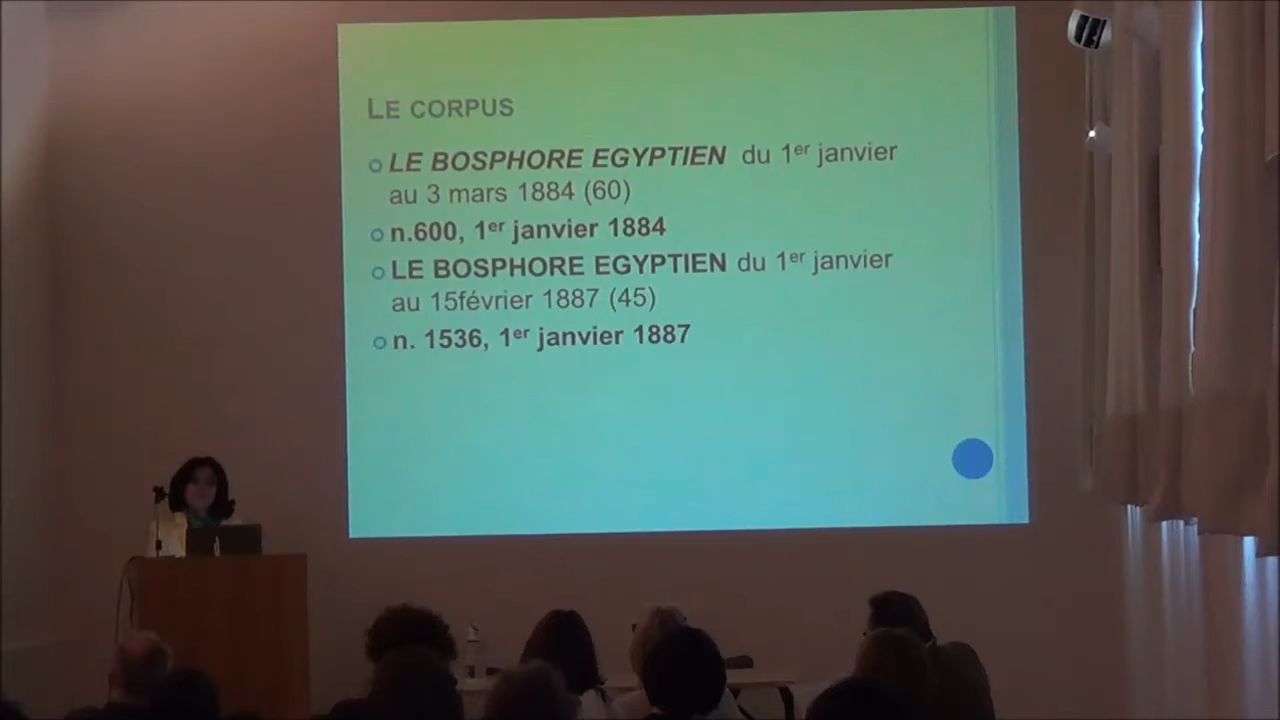 LE CORPUS
LE BOSPHORE EGYPTIEN du 1er janvier
au 3 mars 1884 (60)
n.600, 1er janvier 1884
LE BOSPHORE EGYPTIEN du 1er janvier
au 15février 1887 (45)
n. 1536, 1er janvier 1887